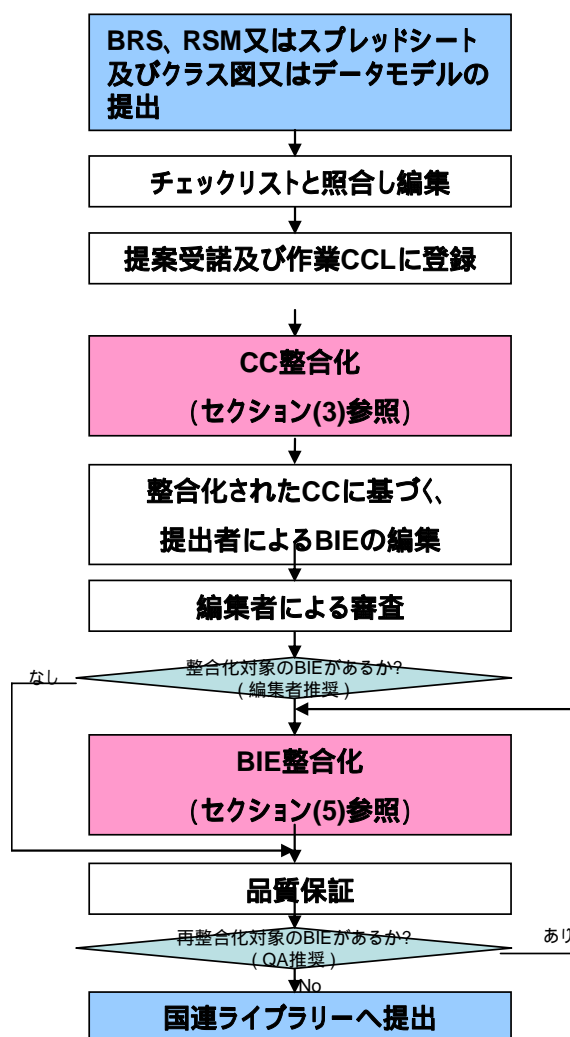 BRS、RSM又はスプレッドシート
及びクラス図又はデータモデルの
提出
チェックリストと照合し編集
提案受諾及び作業CCLに登録
CC整合化
(セクション(3)参照)
整合化されたCCに基づく、
提出者によるBIEの編集
編集者による審査
整合化対象のBIEがあるか?
( 編集者推奨 )
なし
BIE整合化
(セクション(5)参照)
品質保証
再整合化対象のBIEがあるか?
( QA推奨 )
あり
No
国連ライブラリーへ提出